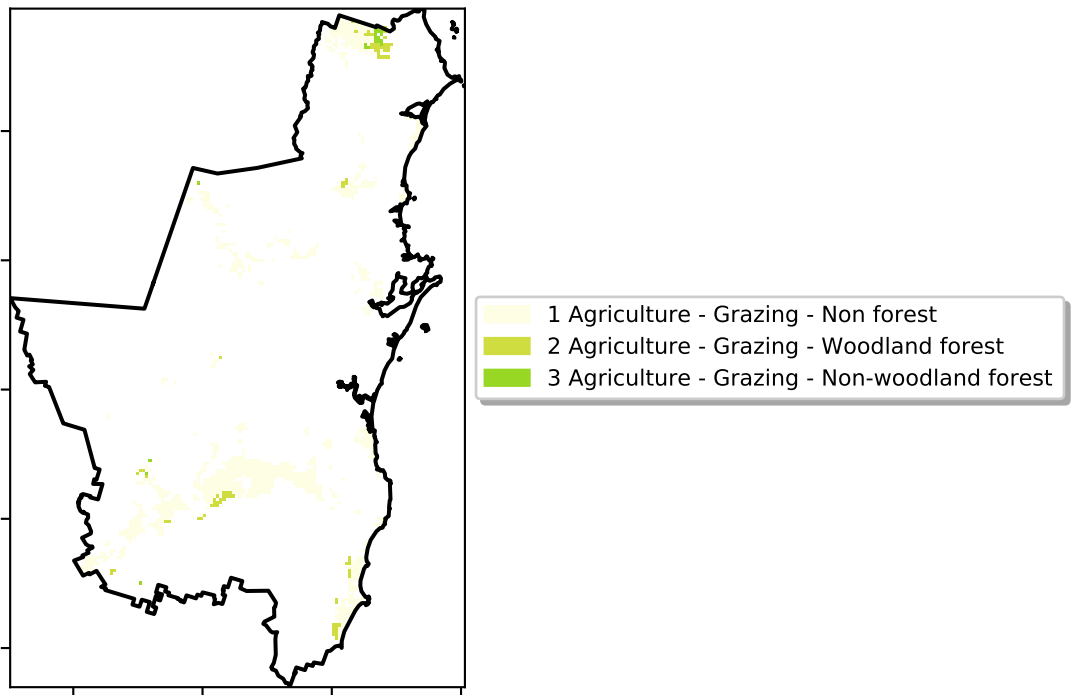 1 Agriculture - Grazing - Non forest
2 Agriculture - Grazing - Woodland forest
3 Agriculture - Grazing - Non-woodland forest